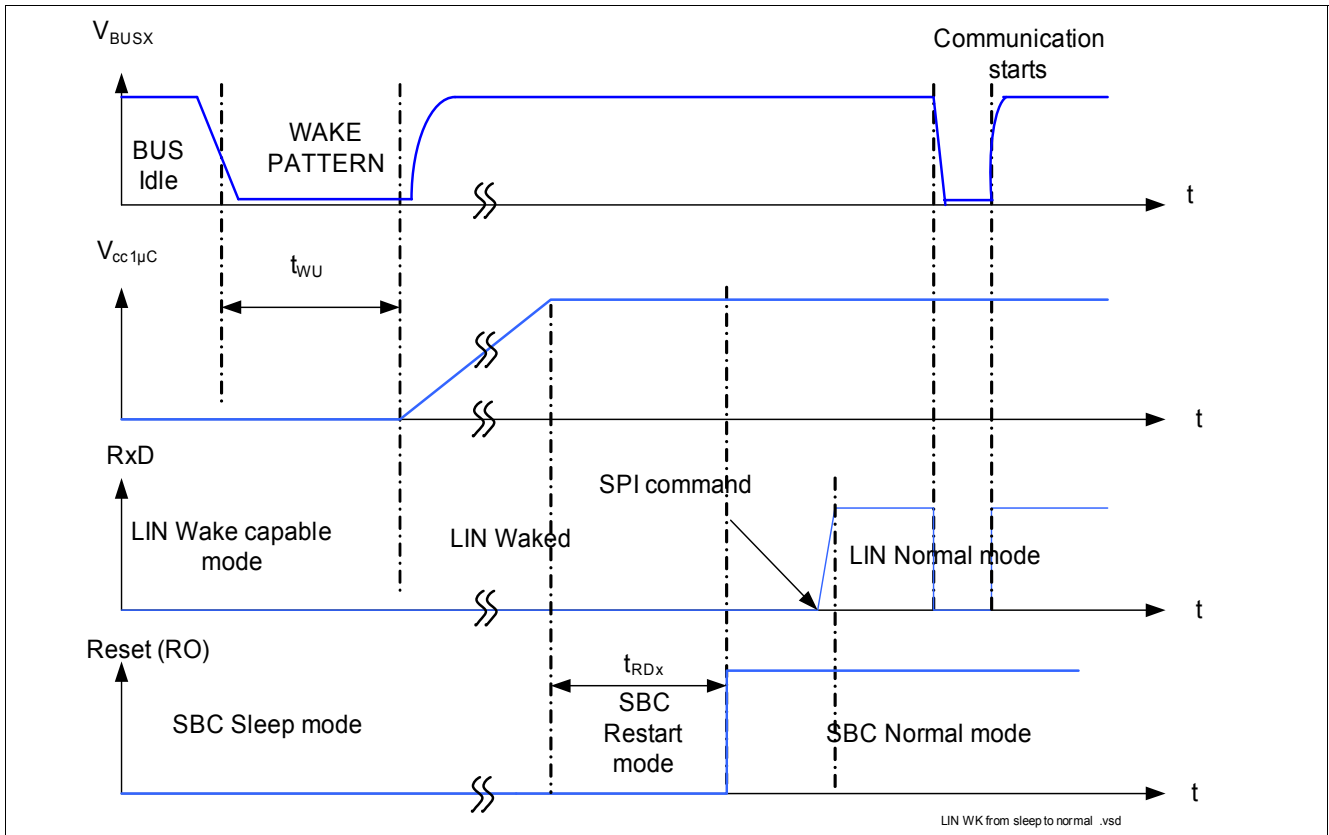 V_BUSX
Communication
starts
WAKE
PATTERN
BUS
Idle
t
V_cc1µC
t_WU
t
RxD
SPI command
LIN Wake capable
mode
LIN Waked
LIN Normal mode
t
Reset (RO)
t_RDx
SBC Sleep mode
SBC
Restart
mode
SBC Normal mode
t
LIN WK from sleep to normal .vsd